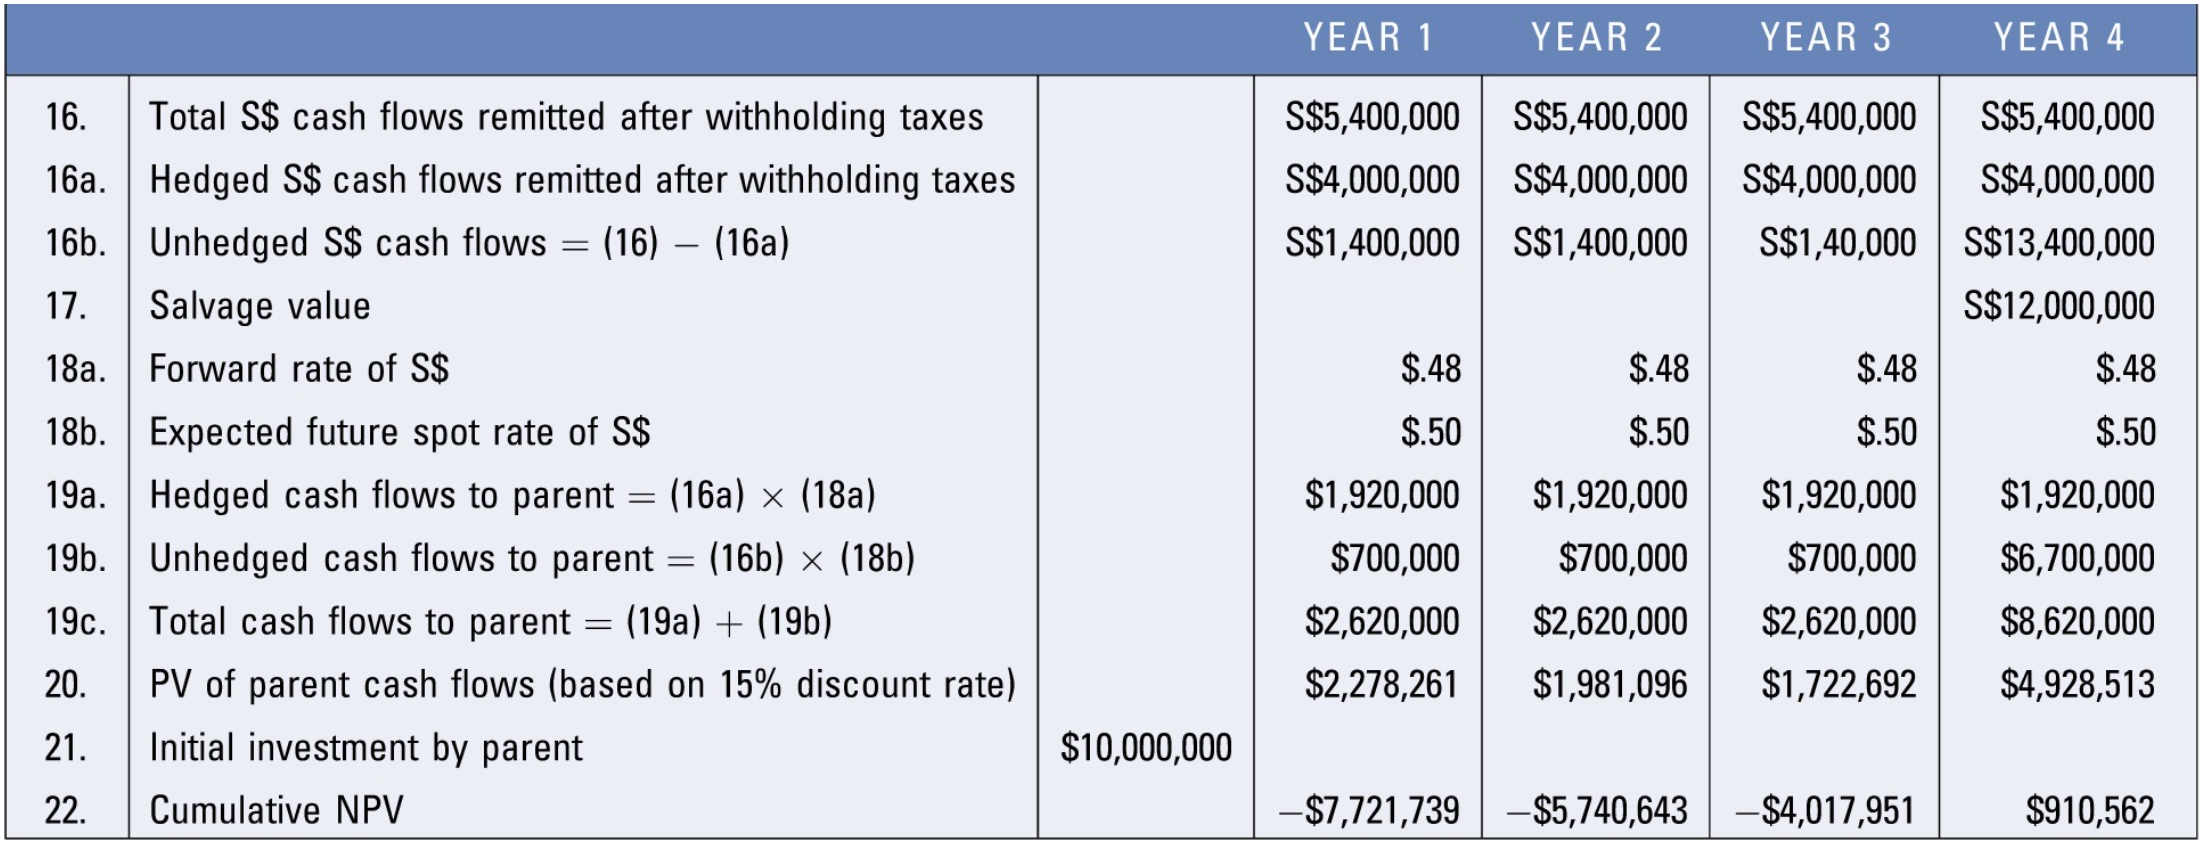 YEAR 1 YEAR 2 YEAR 3 YEAR 4
16. Total S$ cash flows remitted after withholding taxes S$5,400,000 S$5,400,000 S$5,400,000 S$5,400,000
16a. Hedged S$ cash flows remitted after withholding taxes S$4,000,000 S$4,000,000 S$4,000,000 S$4,000,000
16b. Unhedged S$ cash flows = (16) − (16a) S$1,400,000 S$1,400,000 S$1,40,000 S$13,400,000
17. Salvage value S$12,000,000
18a. Forward rate of S$ $.48 $.48 $.48 $.48
18b. Expected future spot rate of S$ $.50 $.50 $.50 $.50
19a. Hedged cash flows to parent = (16a) × (18a) $1,920,000 $1,920,000 $1,920,000 $1,920,000
19b. Unhedged cash flows to parent = (16b) × (18b) $700,000 $700,000 $700,000 $6,700,000
19c. Total cash flows to parent = (19a) + (19b) $2,620,000 $2,620,000 $2,620,000 $8,620,000
20. PV of parent cash flows (based on 15% discount rate) $2,278,261 $1,981,096 $1,722,692 $4,928,513
21. Initial investment by parent $10,000,000
22. Cumulative NPV −$7,721,739 −$5,740,643 −$4,017,951 $910,562